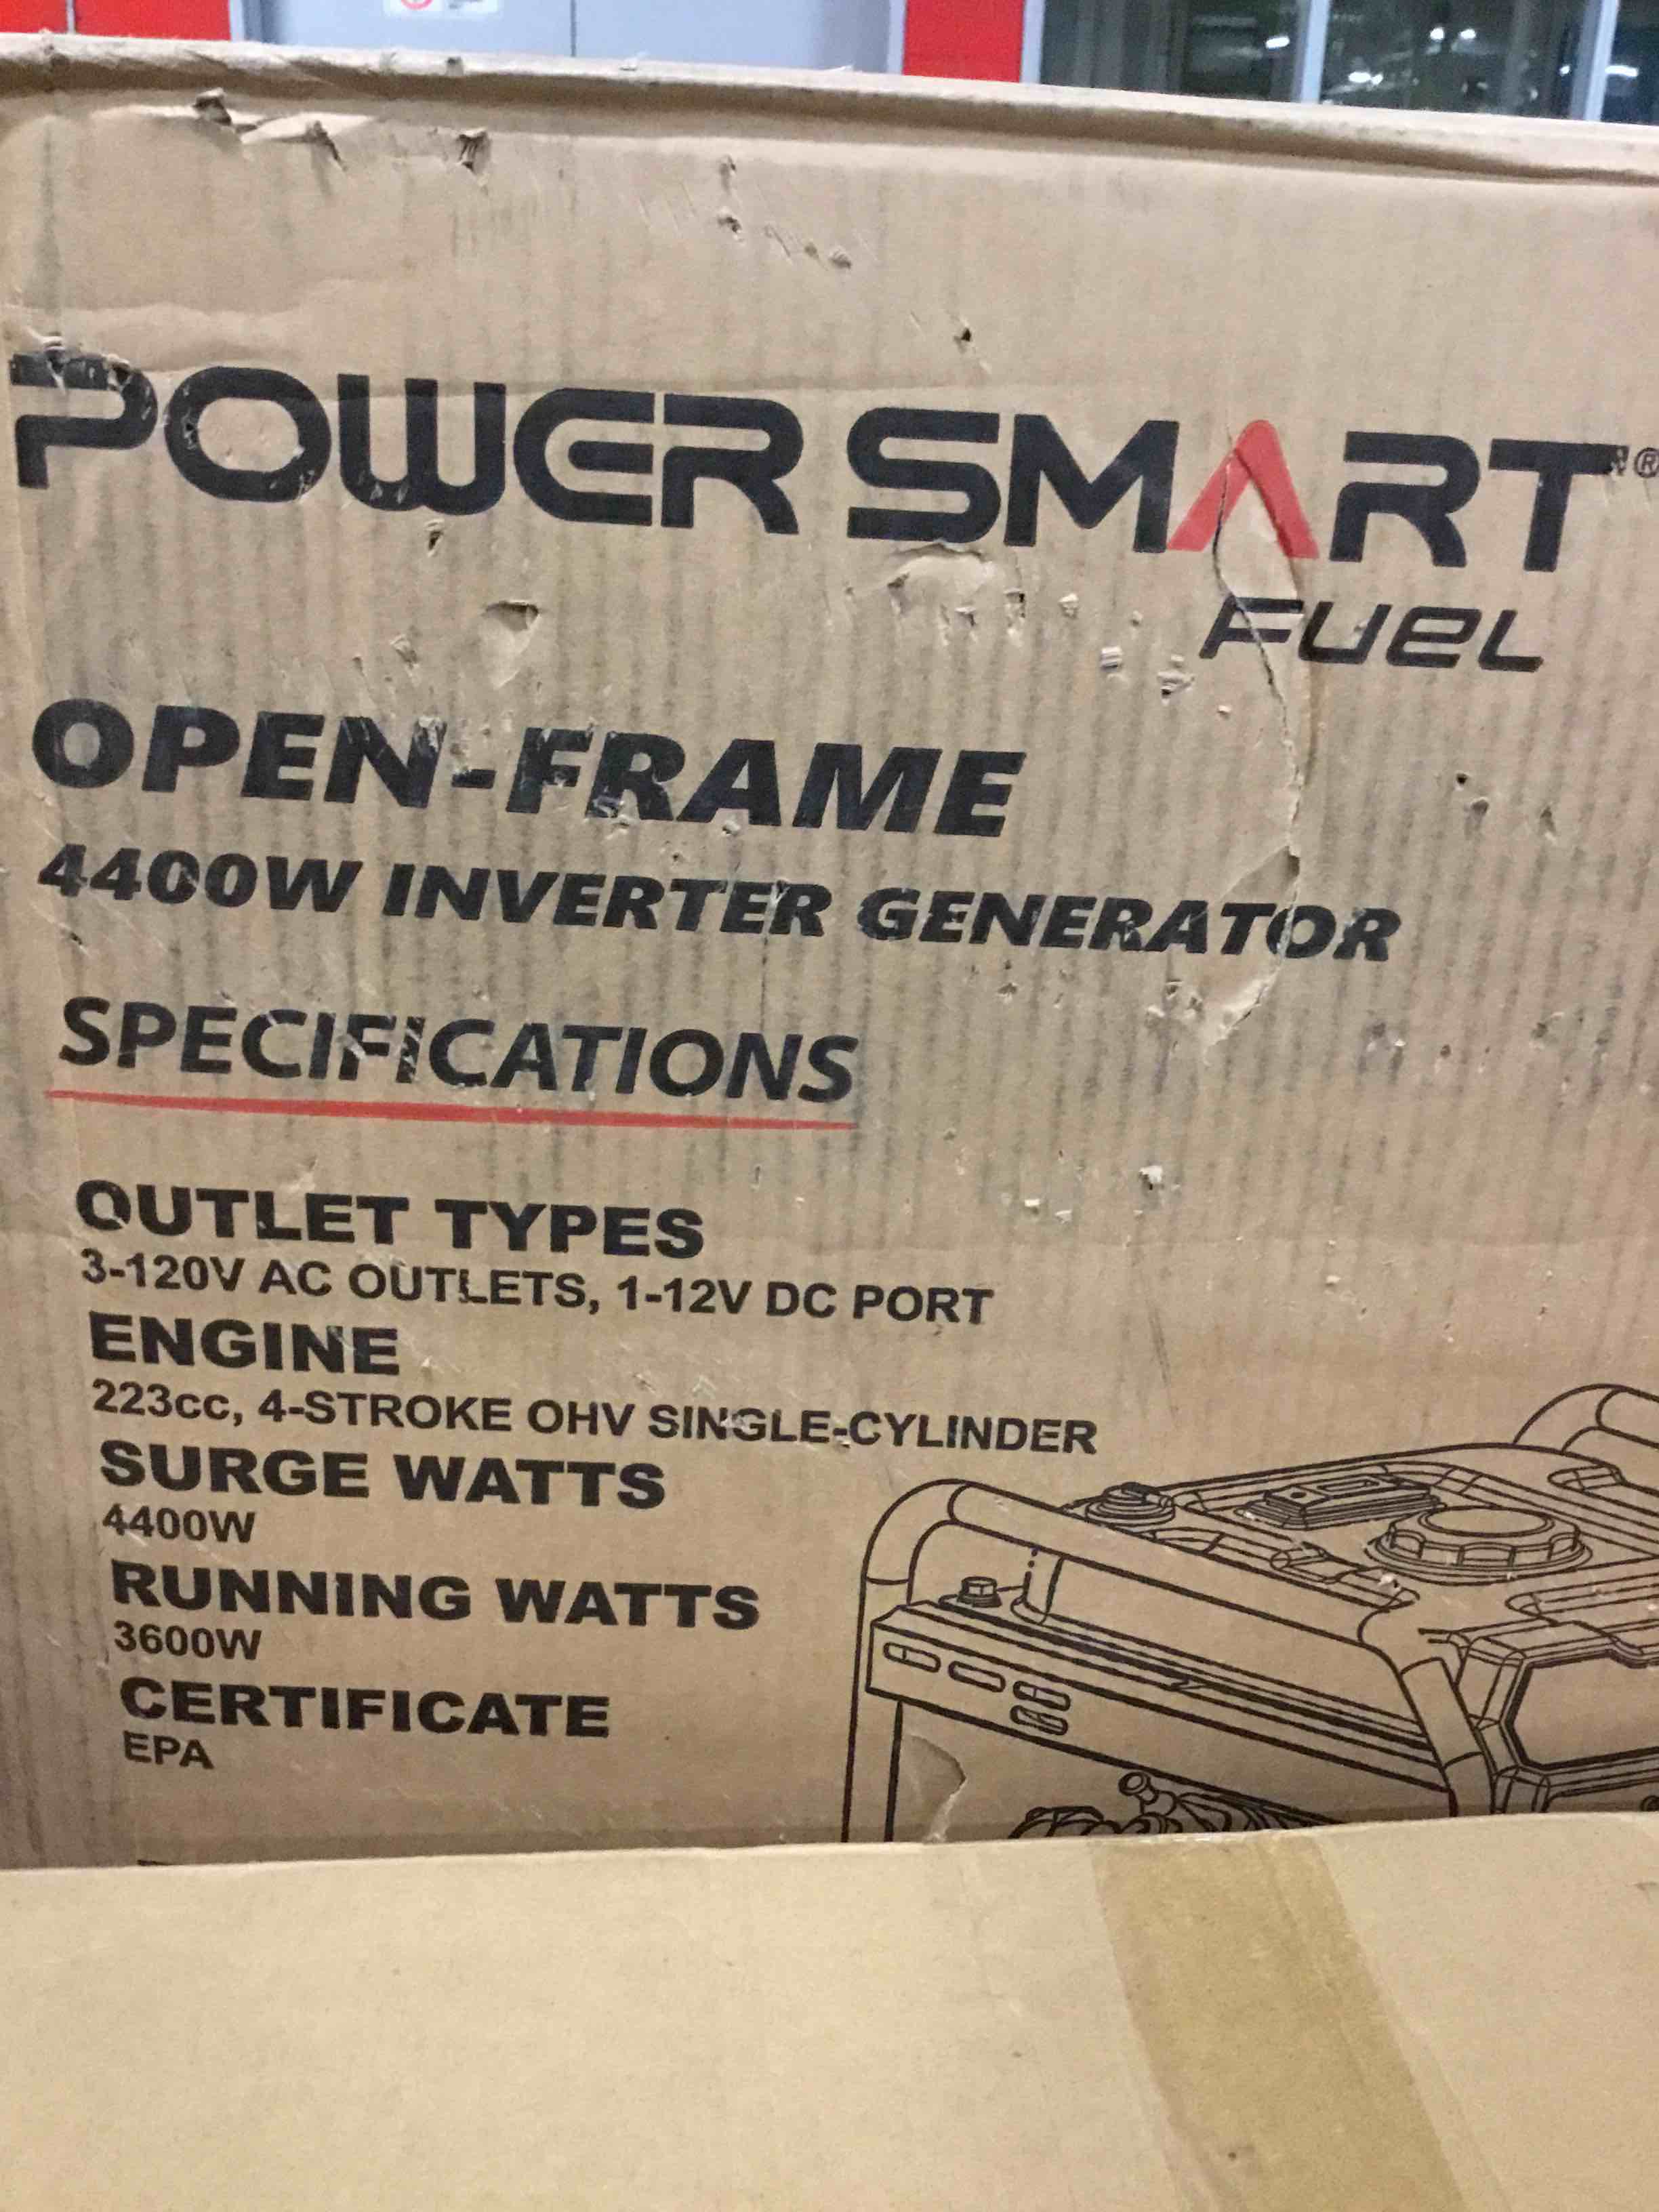 POWER SMART®
FUEL
OPEN-FRAME
4400W INVERTER GENERATOR
SPECIFICATIONS
OUTLET TYPES
3-120V AC OUTLETS, 1-12V DC PORT
ENGINE
223cc, 4-STROKE OHV SINGLE-CYLINDER
SURGE WATTS
4400W
RUNNING WATTS
3600W
CERTIFICATE
EPA